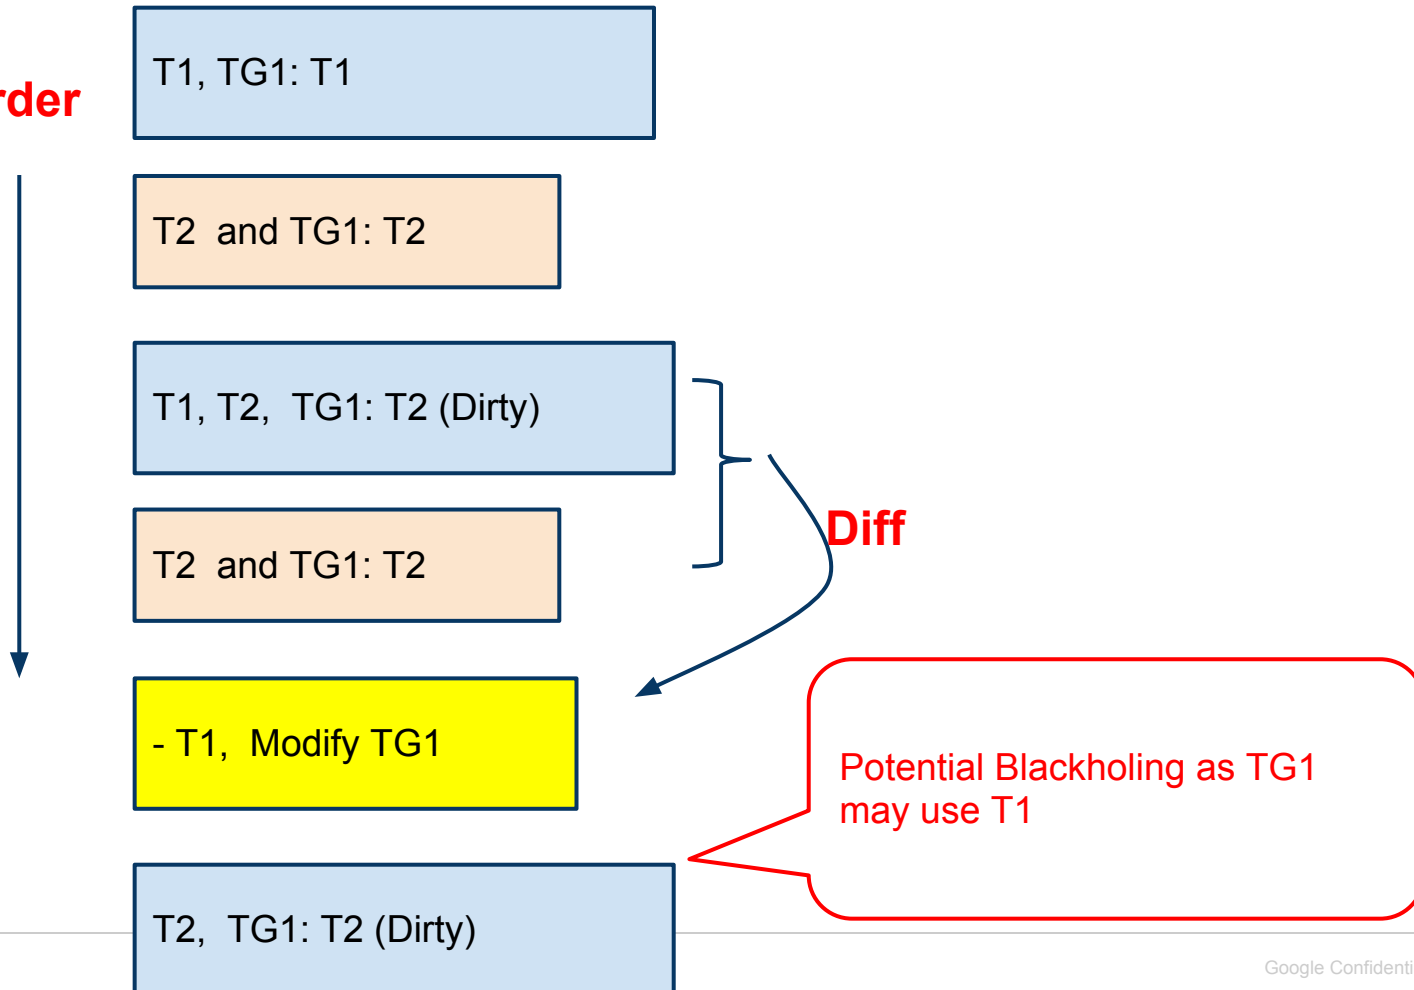 rder
T1, TG1: T1
T2 and TG1: T2
T1, T2, TG1: T2 (Dirty)
T2 and TG1: T2
Diff
- T1, Modify TG1
Potential Blackholing as TG1
may use T1
T2, TG1: T2 (Dirty)
Google Confidenti